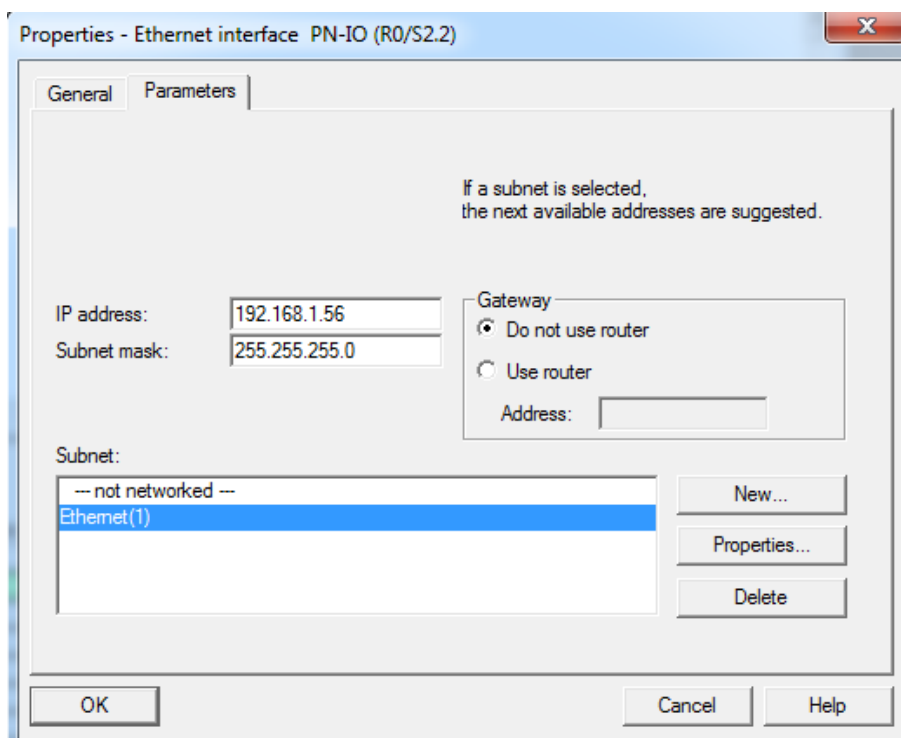 Properties - Ethernet interface PN-IO (R0/S2.2)
General
Parameters
If a subnet is selected,
the next available addresses are suggested.
IP address:
192.168.1.56
Subnet mask:
255.255.255.0
Gateway
Do not use router
Use router
Address:
Subnet:
--- not networked ---
Ethernet(1)
New...
Properties...
Delete
OK
Cancel
Help